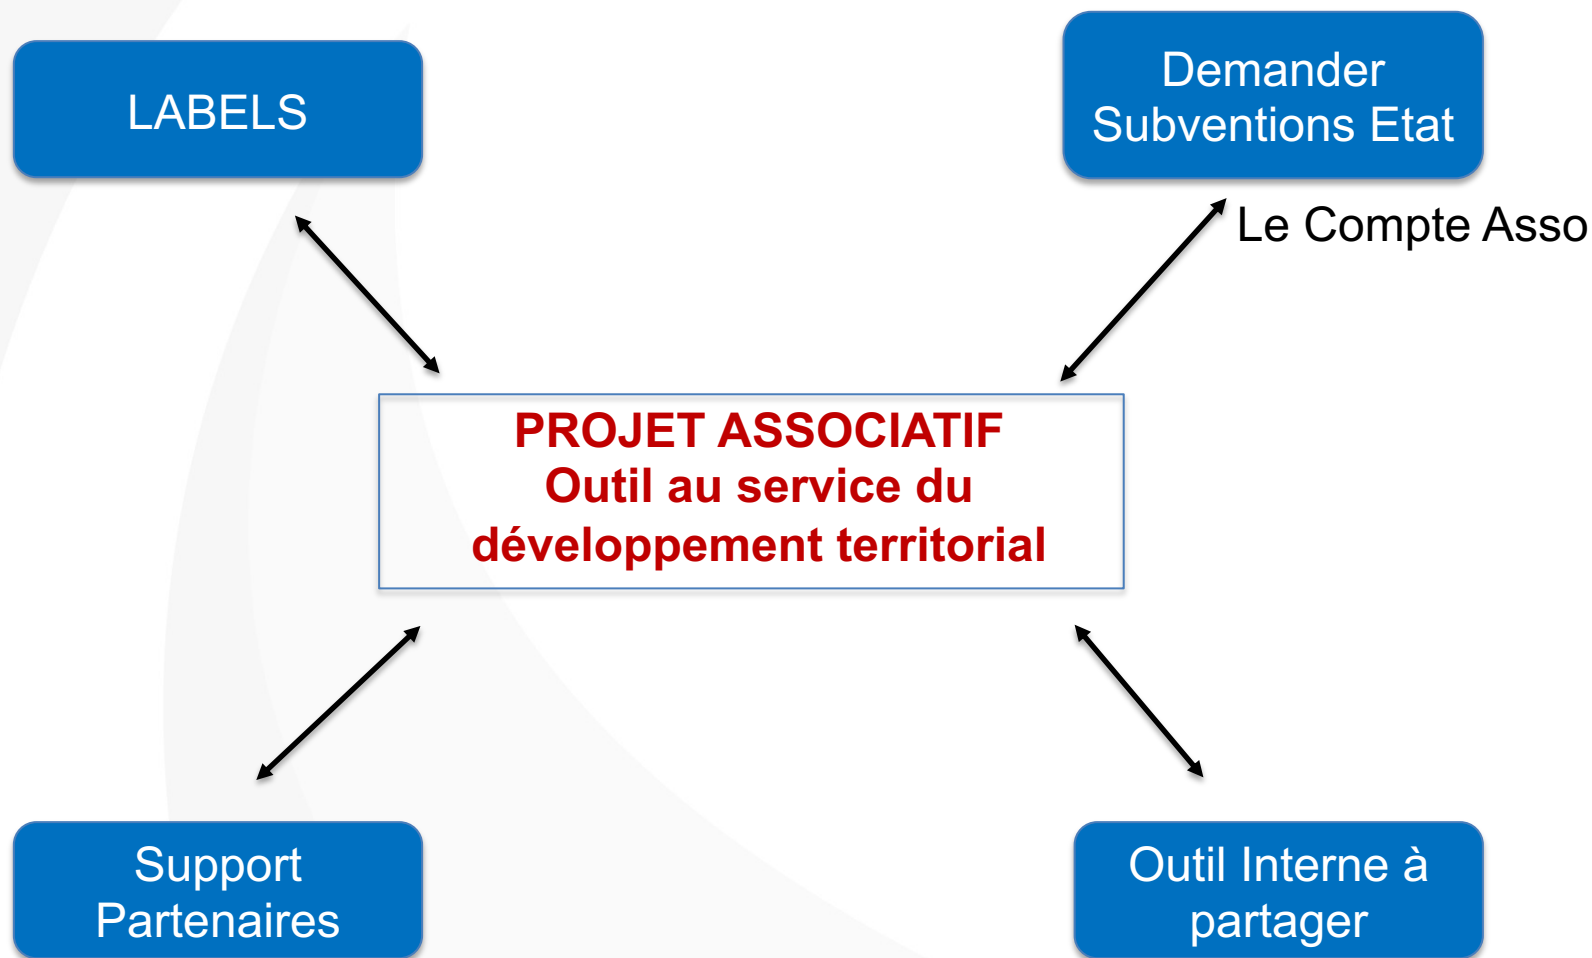 LABELS
Demander
Subventions Etat
Le Compte Asso
PROJET ASSOCIATIF
Outil au service du
développement territorial
Support
Partenaires
Outil Interne à
partager